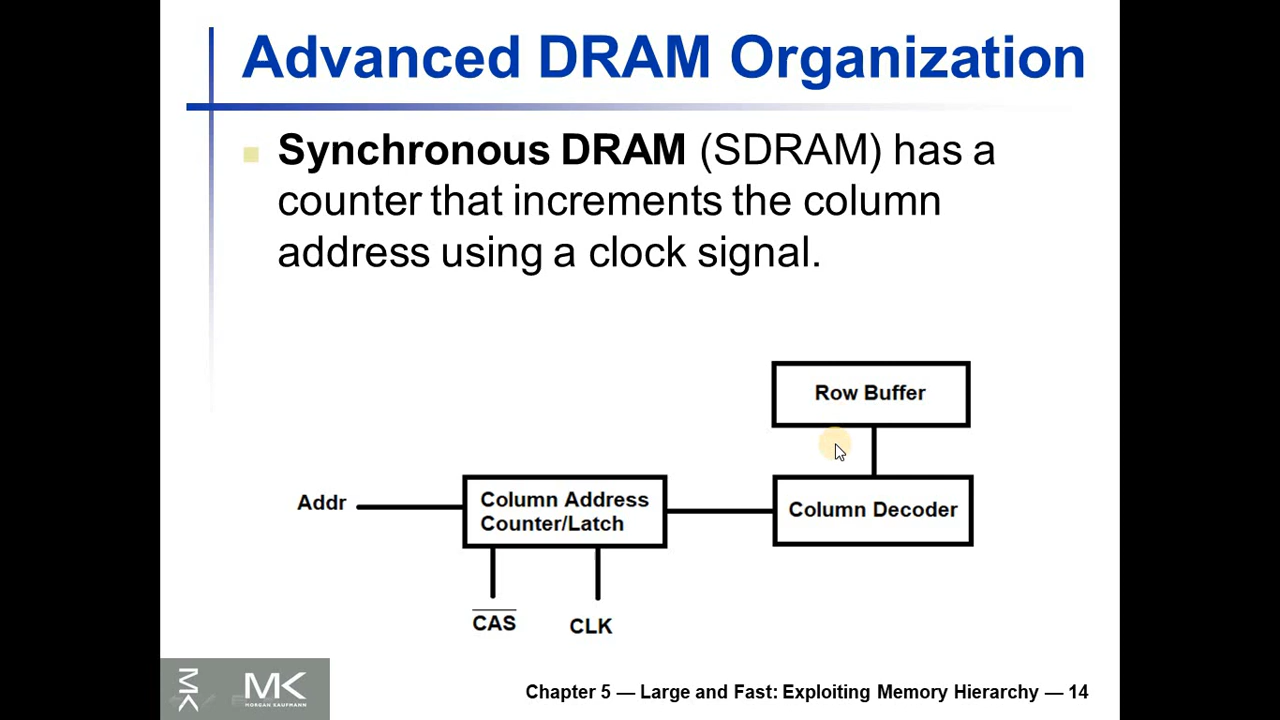 Advanced DRAM Organization
Synchronous DRAM (SDRAM) has a
counter that increments the column
address using a clock signal.
Row Buffer
Addr
Column Address
Counter/Latch
Column Decoder
CAS
CLK
MK
MK
MORGAN KAUFMANN
Chapter 5 — Large and Fast: Exploiting Memory Hierarchy — 14